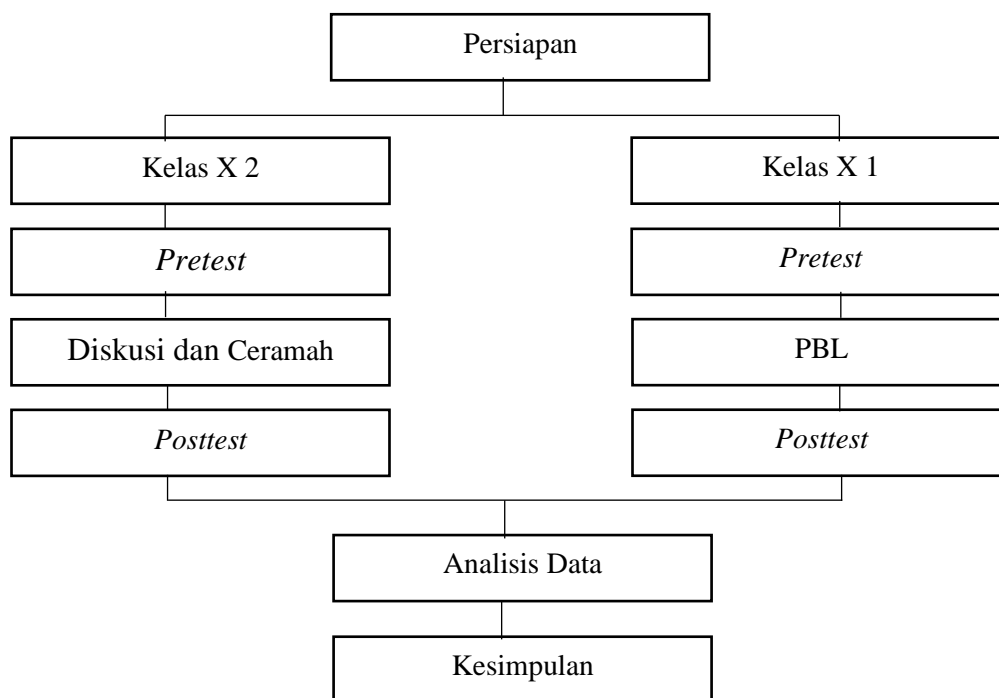 Persiapan
Kelas X 2
Kelas X 1
Pretest
Pretest
Diskusi dan Ceramah
PBL
Posttest
Posttest
Analisis Data
Kesimpulan